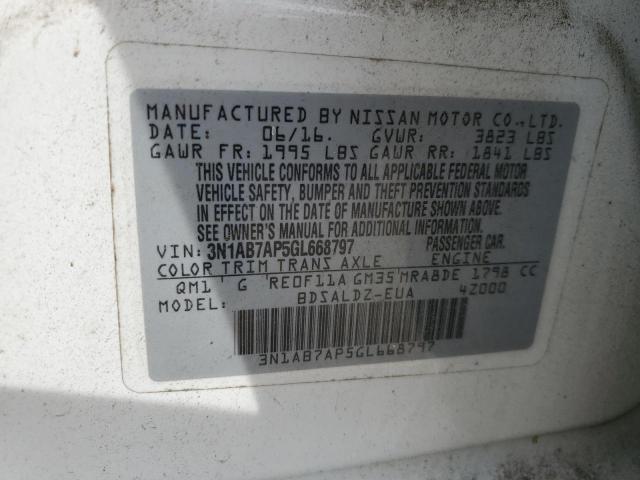 MANUFACTURED BY NISSAN MOTOR CO.,LTD.
DATE: 06/16. GVWR: 3823 LBS
GAWR FR: 1995 LBS GAWR RR: 1841 LBS
THIS VEHICLE CONFORMS TO ALL APPLICABLE FEDERAL MOTOR
VEHICLE SAFETY, BUMPER AND THEFT PREVENTION STANDARDS
IN EFFECT ON THE DATE OF MANUFACTURE SHOWN ABOVE.
SEE OWNER'S MANUAL FOR ADDITIONAL INFORMATION.
VIN: 3N1AB7AP5GL668797 PASSENGER CAR.
COLOR TRIM TRANS AXLE ENGINE
QM1 G RE0F11A GM35 MRA8DE 1798 CC
BDSALDZ-EUA 4Z000
3N1AB7AP5GL668797